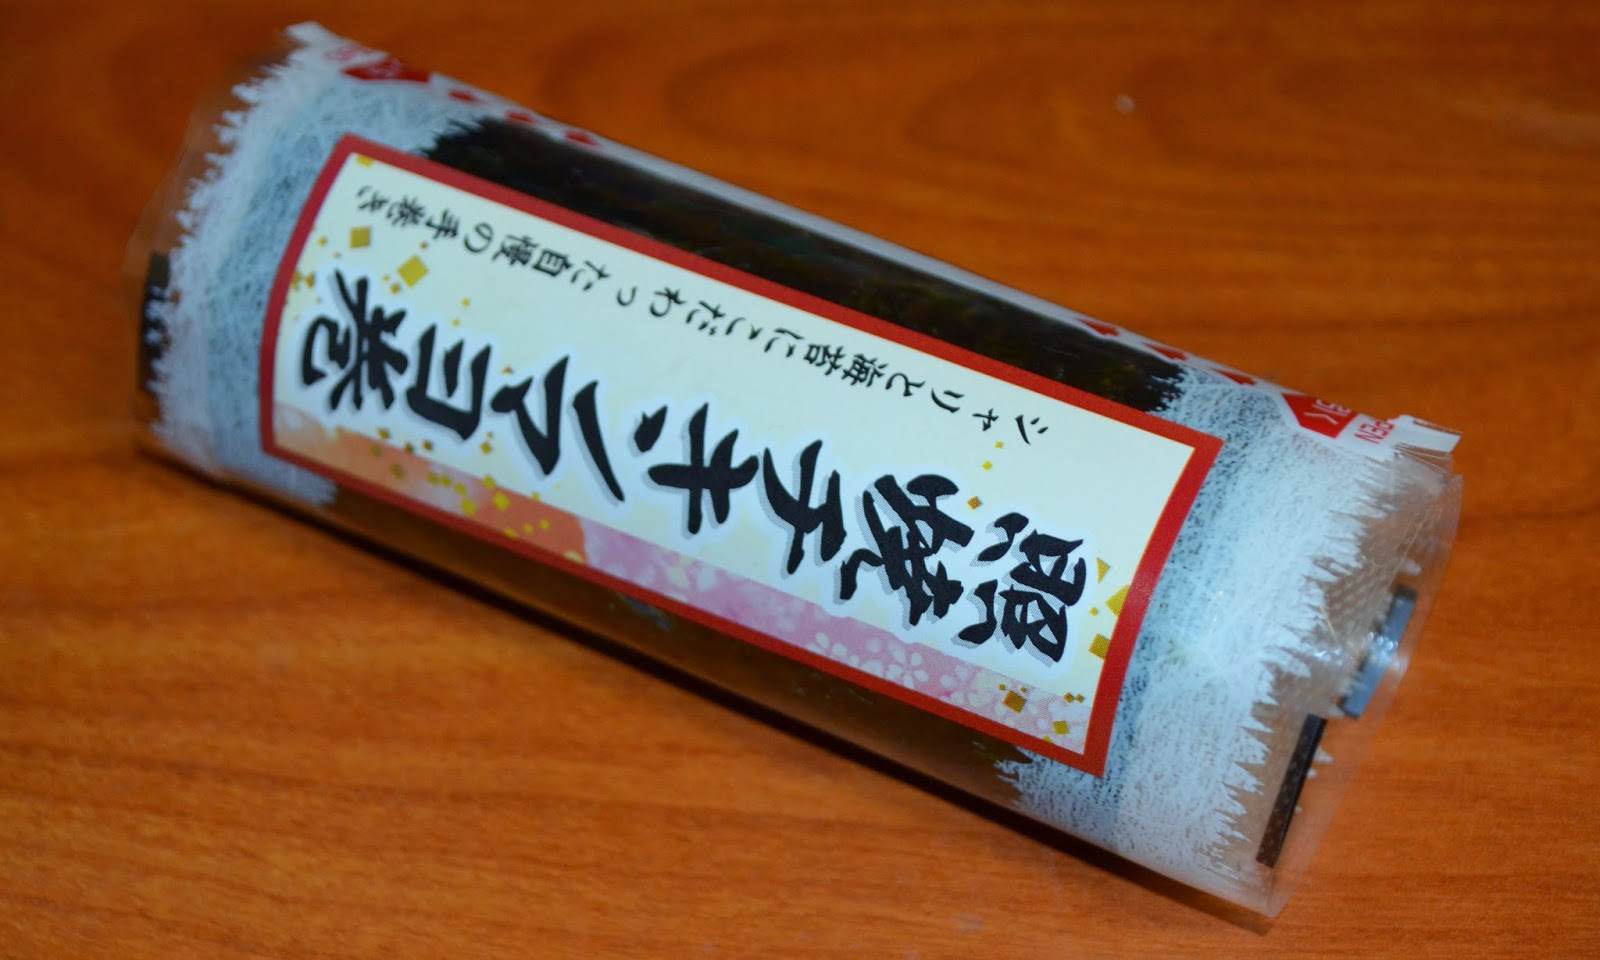 照焼チキンマヨ巻
シャリと海苔にこだわった自慢の手巻き
PEN